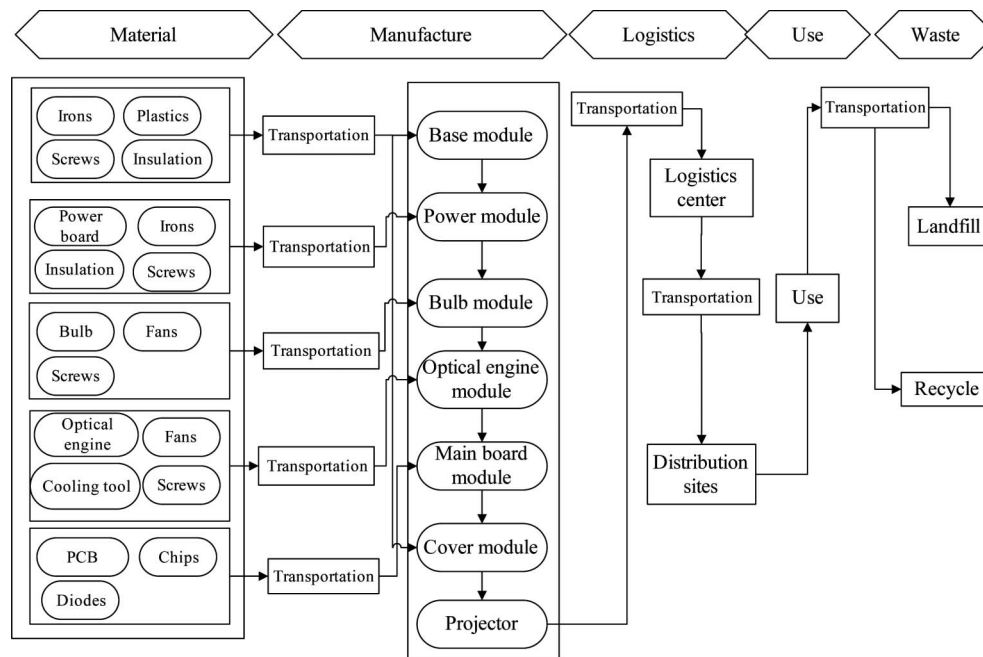 Material
Manufacture
Logistics
Use
Waste
Irons
Plastics
Screws
Insulation
Transportation
Base module
Power
board
Irons
Insulation
Screws
Transportation
Power module
Bulb
Fans
Screws
Transportation
Bulb module
Optical
engine
Fans
Cooling tool
Screws
Transportation
Optical engine
module
PCB
Chips
Diodes
Transportation
Main board
module
Cover module
Projector
Transportation
Logistics
center
Transportation
Distribution
sites
Use
Transportation
Landfill
Recycle